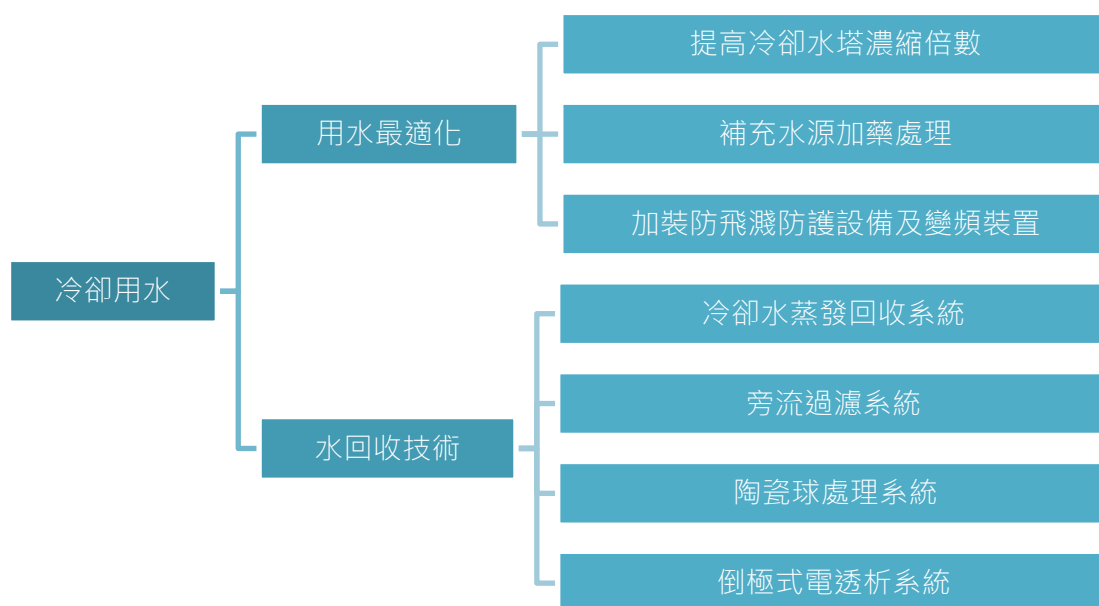 冷卻用水
用水最適化
提高冷卻水塔濃縮倍數
補充水源加藥處理
加裝防飛濺防護設備及變頻裝置
水回收技術
冷卻水蒸發回收系統
旁流過濾系統
陶瓷球處理系統
倒極式電透析系統